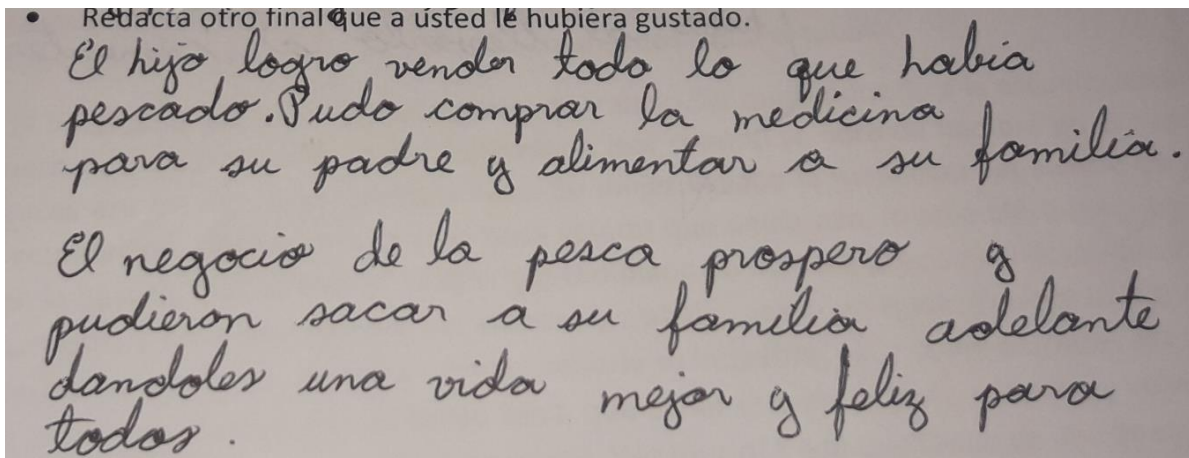 • Redacta otro final que a usted le hubiera gustado.
El hijo logro vender todo lo que habia
pescado. Pudo comprar la medicina
para su padre y alimentar a su familia.
El negocio de la pesca prospero y
pudieron sacar a su familia adelante
dandoles una vida mejor y feliz para
todos.